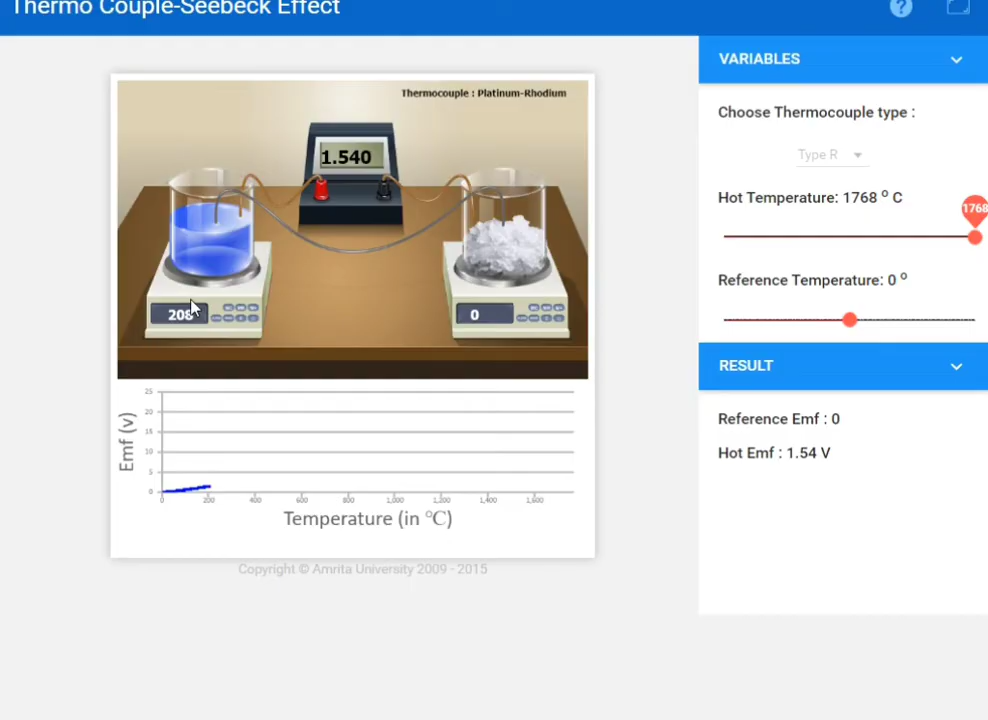 Thermo Couple-Seebeck Effect
?
VARIABLES
Thermocouple : Platinum-Rhodium
Choose Thermocouple type :
1.540
Type R
Hot Temperature: 1768 ° C
1768
Reference Temperature: 0 °
208
0
RESULT
25
20
15
10
5
0
Emf (v)
0 200 400 600 800 1,000 1,200 1,400 1,600
Temperature (in °C)
Reference Emf : 0
Hot Emf : 1.54 V
Copyright © Amrita University 2009 - 2015